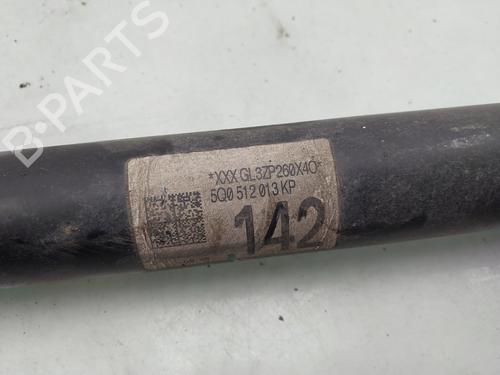 *XXX GL3ZP260X40*
5Q0 512 013 KP
142
B-PARTS